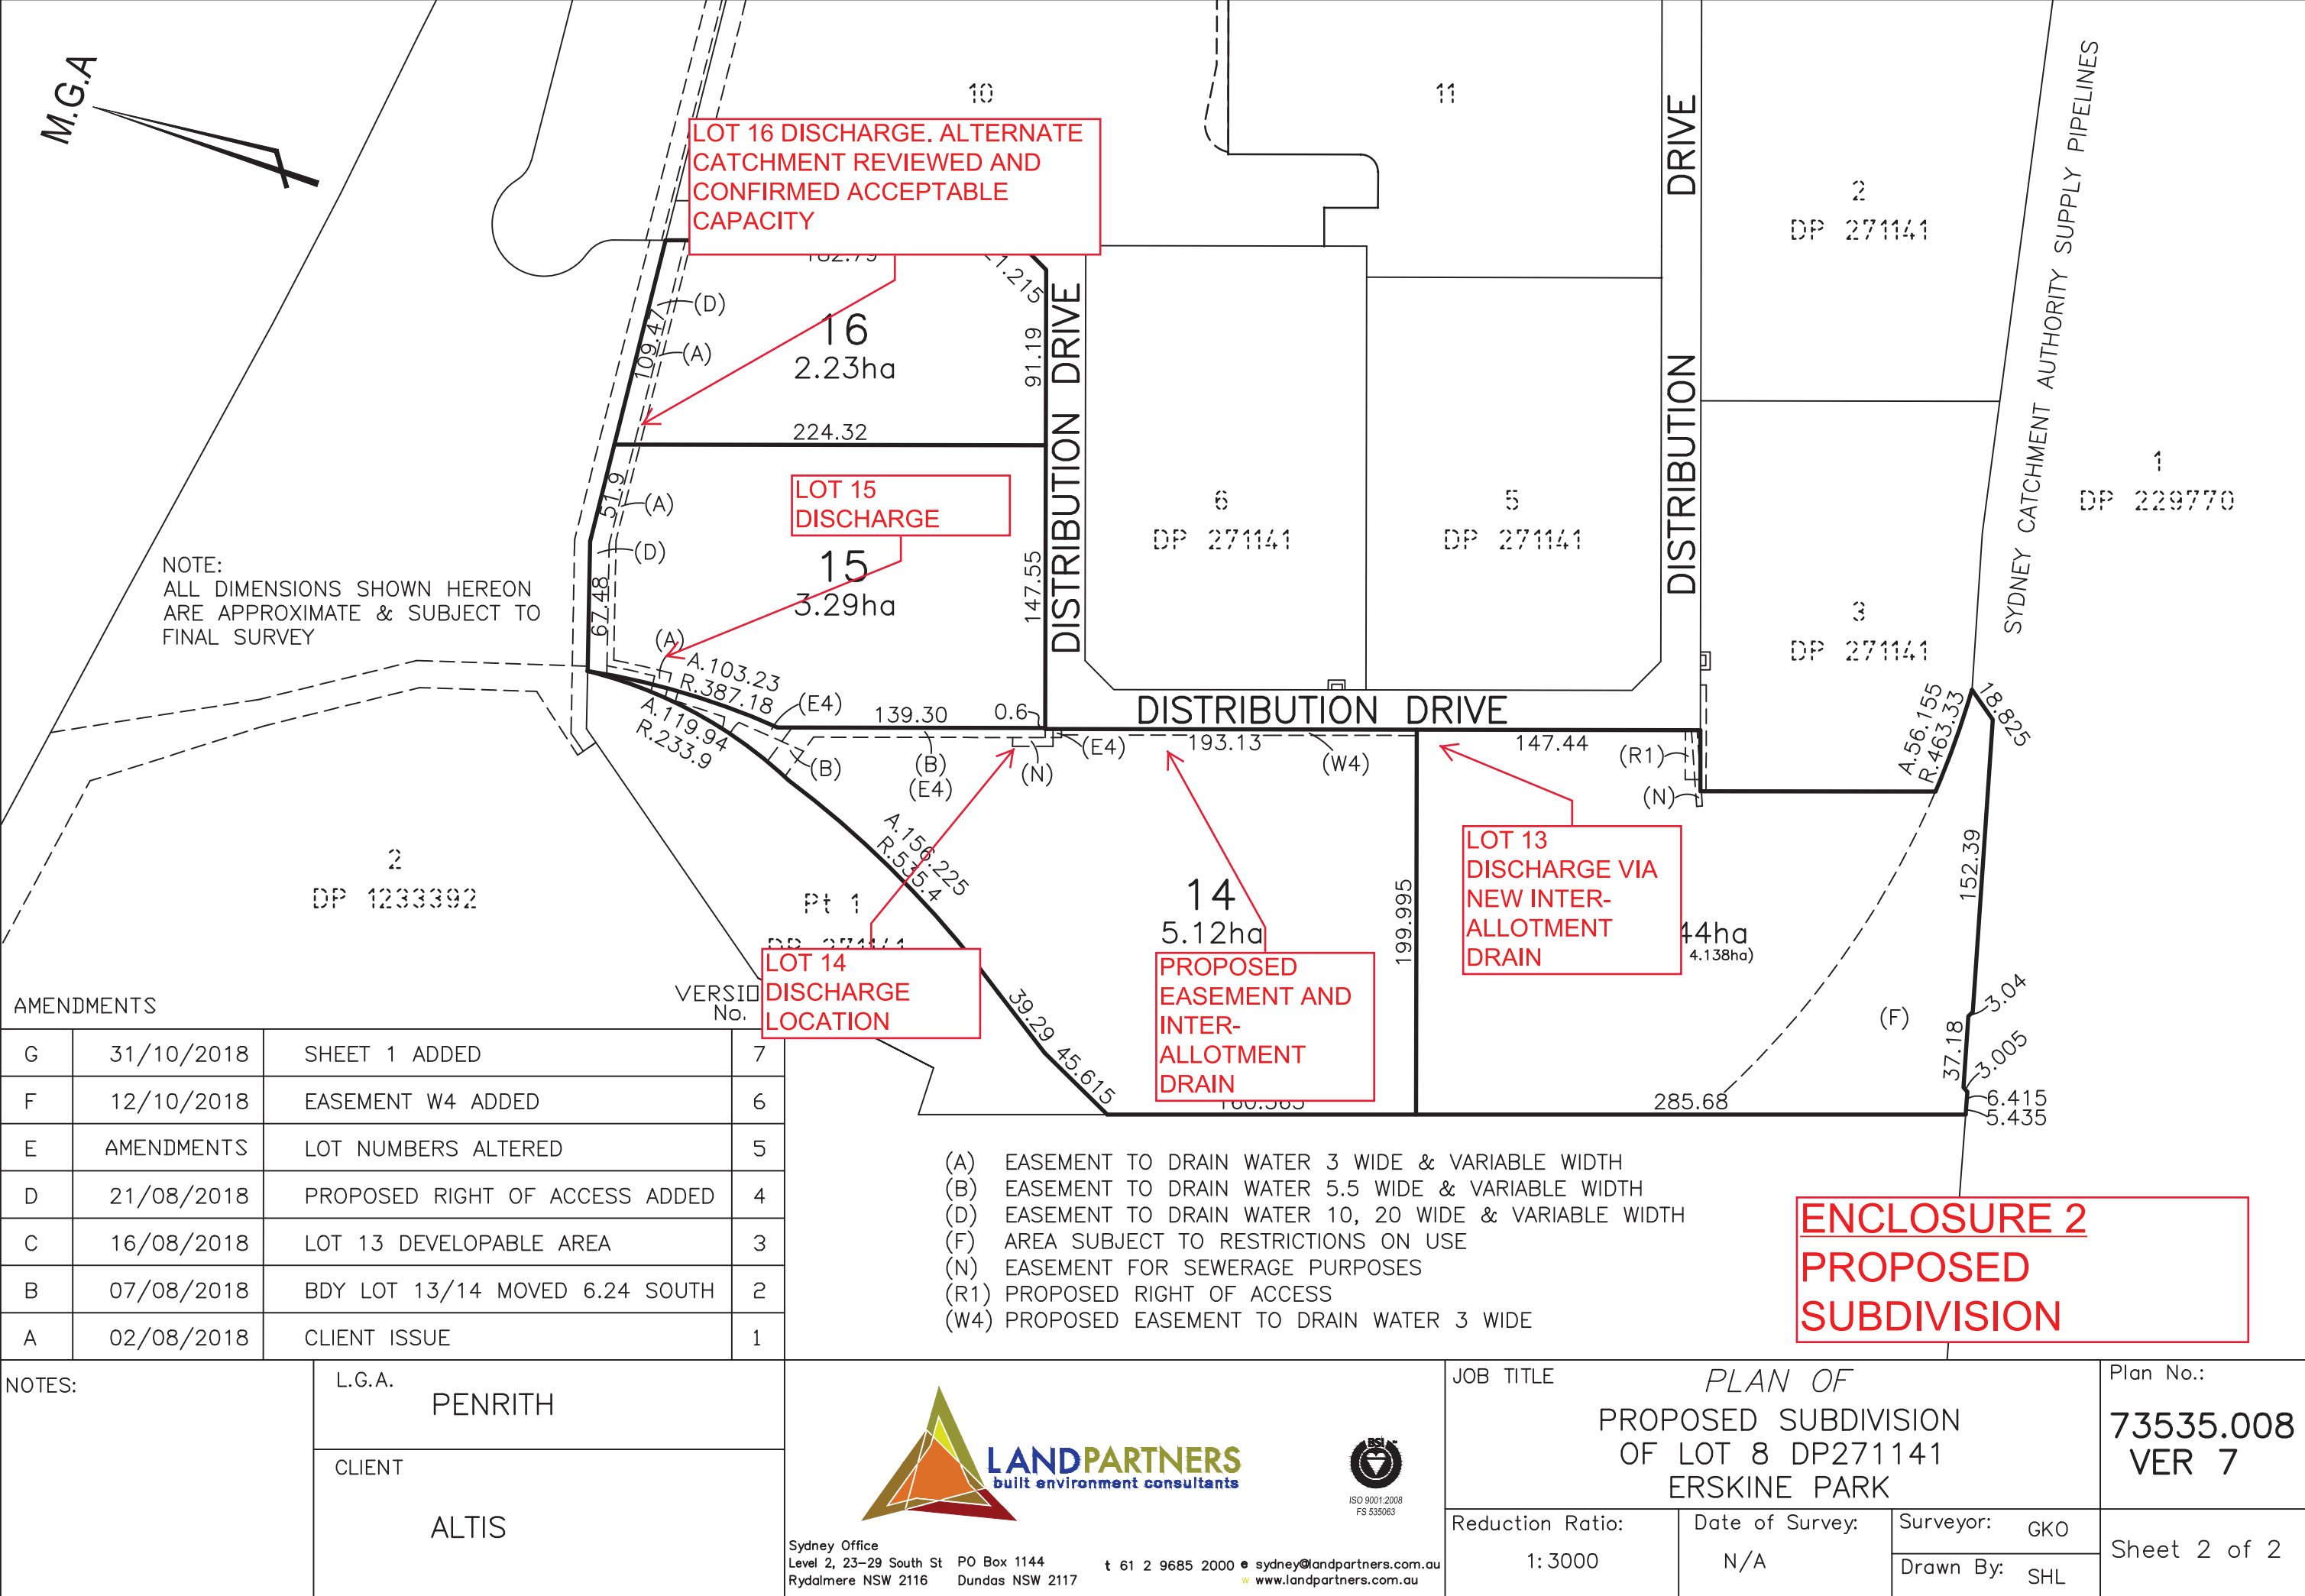 M.G.A
10
11
LOT 16 DISCHARGE. ALTERNATE
CATCHMENT REVIEWED AND
CONFIRMED ACCEPTABLE
CAPACITY
DRIVE
2
DP 271141
SYDNEY CATCHMENT AUTHORITY SUPPLY PIPELINES
1.215
(D)
109.47
(A)
16
2.23ha
91.19
DISTRIBUTION DRIVE
224.32
DISTRIBUTION
1
DP 229770
51.9
(A)
(D)
LOT 15
DISCHARGE
15
3.29ha
147.55
6
DP 271141
5
DP 271141
NOTE:
ALL DIMENSIONS SHOWN HEREON
ARE APPROXIMATE & SUBJECT TO
FINAL SURVEY
67.48
3
DP 271141
(A)
A.103.23
R.387.18
(E4)
139.30
0.6
DISTRIBUTION DRIVE
A.119.94
R.233.9
(B)
(B)
(E4)
(N)
(E4)
193.13
(W4)
147.44
(R1)
(N)
A.56.155
R.463.33
18.825
2
DP 1233392
Pt 1
A.156.225
R.535.4
14
5.12ha
199.995
LOT 13
DISCHARGE VIA
NEW INTER-
ALLOTMENT
DRAIN
44ha
4.138ha)
152.39
LOT 14
DISCHARGE
LOCATION
PROPOSED
EASEMENT AND
INTER-
ALLOTMENT
DRAIN
39.29
45.615
285.68
(F)
3.04
37.18
3.005
6.415
5.435
AMENDMENTS
No.
G 31/10/2018 SHEET 1 ADDED 7
F 12/10/2018 EASEMENT W4 ADDED 6
E AMENDMENTS LOT NUMBERS ALTERED 5
D 21/08/2018 PROPOSED RIGHT OF ACCESS ADDED 4
C 16/08/2018 LOT 13 DEVELOPABLE AREA 3
B 07/08/2018 BDY LOT 13/14 MOVED 6.24 SOUTH 2
A 02/08/2018 CLIENT ISSUE 1
(A) EASEMENT TO DRAIN WATER 3 WIDE & VARIABLE WIDTH
(B) EASEMENT TO DRAIN WATER 5.5 WIDE & VARIABLE WIDTH
(D) EASEMENT TO DRAIN WATER 10, 20 WIDE & VARIABLE WIDTH
(F) AREA SUBJECT TO RESTRICTIONS ON USE
(N) EASEMENT FOR SEWERAGE PURPOSES
(R1) PROPOSED RIGHT OF ACCESS
(W4) PROPOSED EASEMENT TO DRAIN WATER 3 WIDE
ENCLOSURE 2
PROPOSED
SUBDIVISION
NOTES:
L.G.A.
PENRITH
CLIENT
ALTIS
LANDPARTNERS
built environment consultants
BSI
ISO 9001:2008
FS 535063
Sydney Office
Level 2, 23-29 South St PO Box 1144
Rydalmere NSW 2116 Dundas NSW 2117
t 61 2 9685 2000 e sydney@landpartners.com.au
w www.landpartners.com.au
JOB TITLE
PLAN OF
PROPOSED SUBDIVISION
OF LOT 8 DP271141
ERSKINE PARK
Plan No.:
73535.008
VER 7
Reduction Ratio:
1:3000
Date of Survey:
N/A
Surveyor: GKO
Drawn By: SHL
Sheet 2 of 2